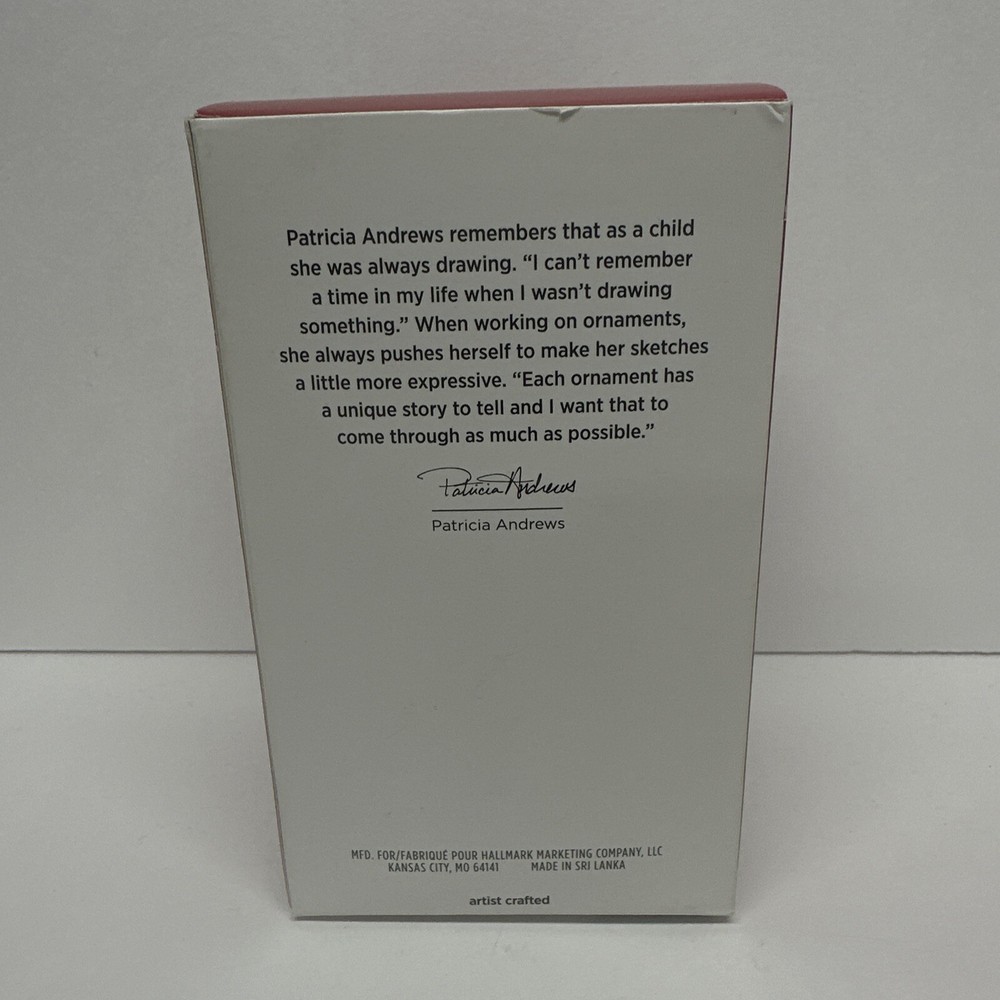 Patricia Andrews remembers that as a child
she was always drawing. “I can’t remember
a time in my life when I wasn’t drawing
something.” When working on ornaments,
she always pushes herself to make her sketches
a little more expressive. “Each ornament has
a unique story to tell and I want that to
come through as much as possible.”
Patricia Andrews
Patricia Andrews
MFD. FOR/FABRIQUÉ POUR HALLMARK MARKETING COMPANY, LLC
KANSAS CITY, MO 64141 MADE IN SRI LANKA
artist crafted